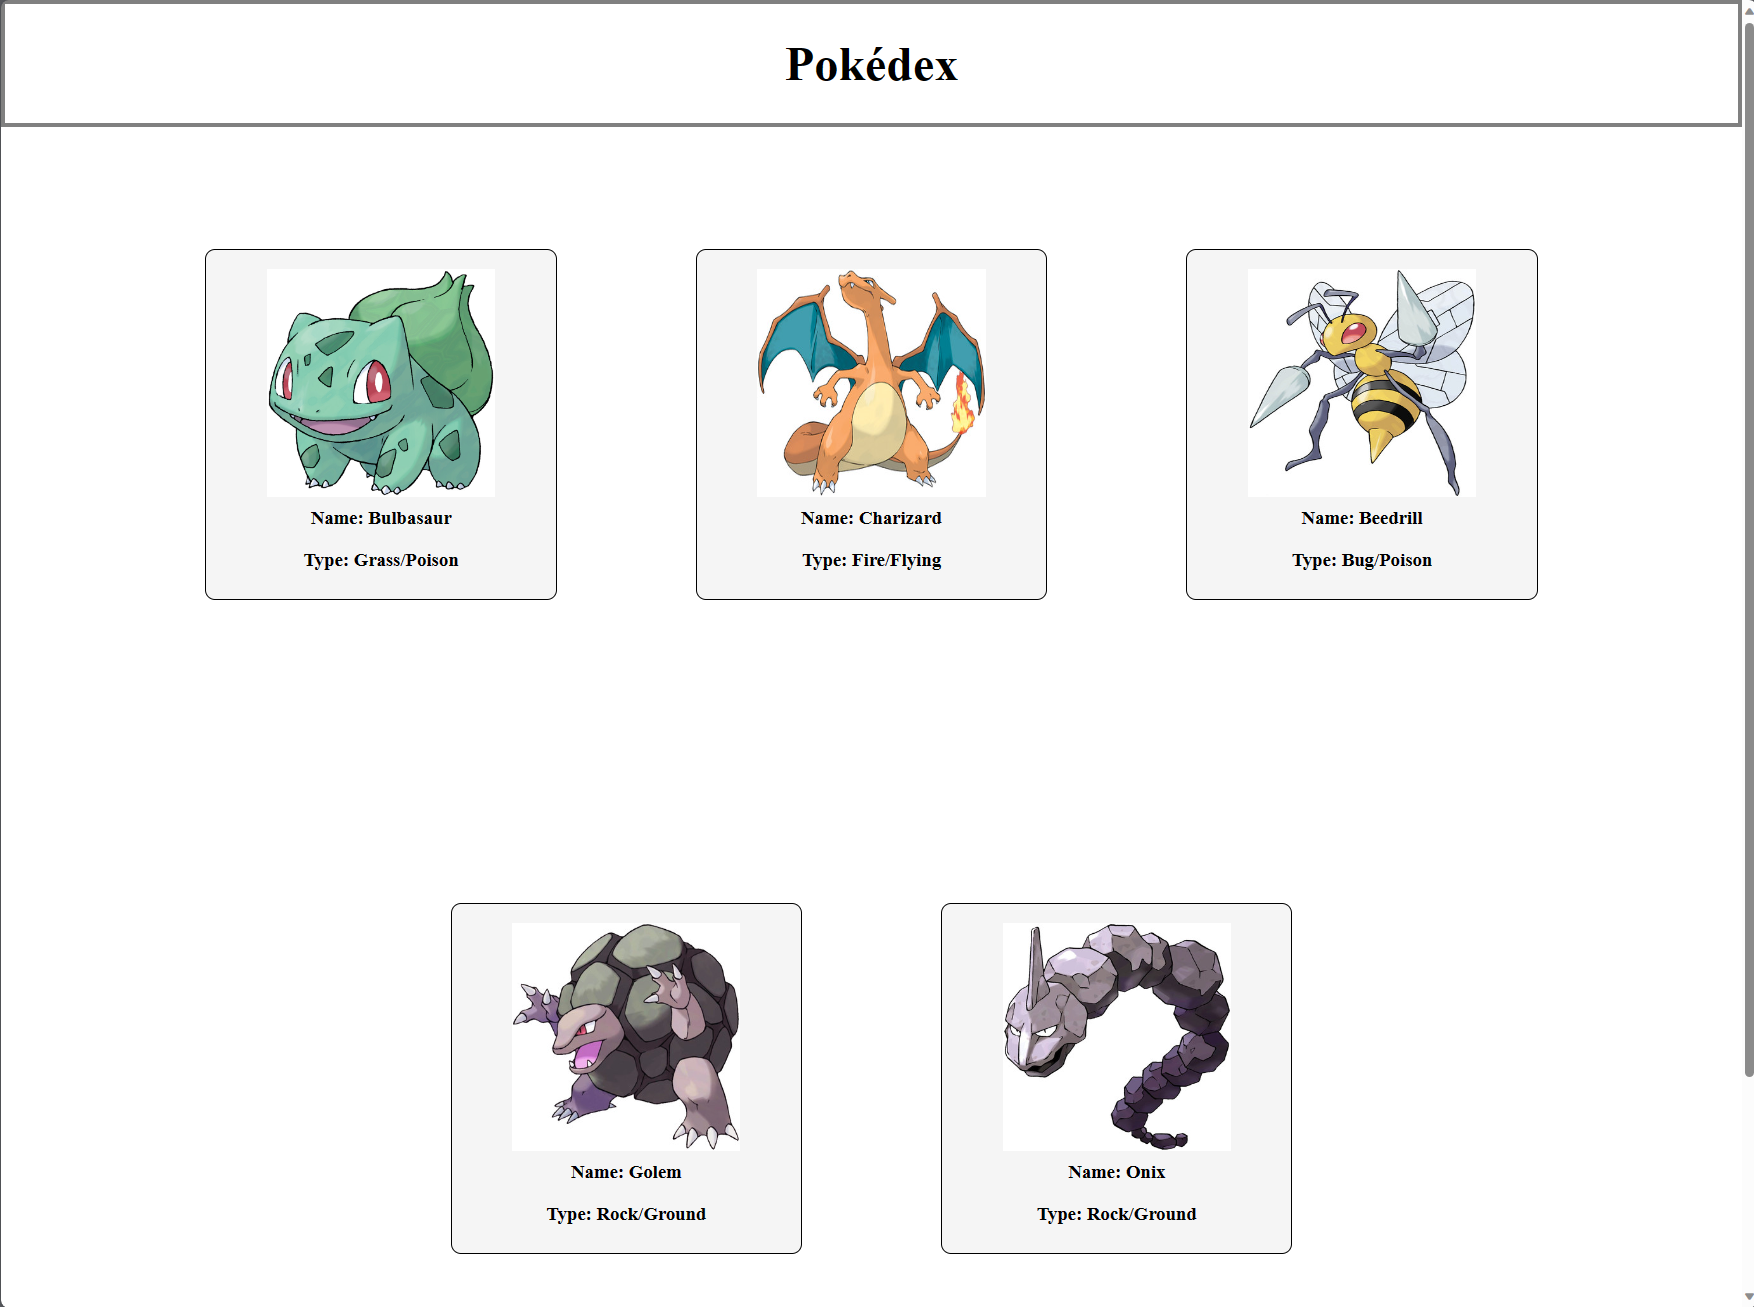 Pokédex
Name: Bulbasaur
Type: Grass/Poison
Name: Charizard
Type: Fire/Flying
Name: Beedrill
Type: Bug/Poison
Name: Golem
Type: Rock/Ground
Name: Onix
Type: Rock/Ground